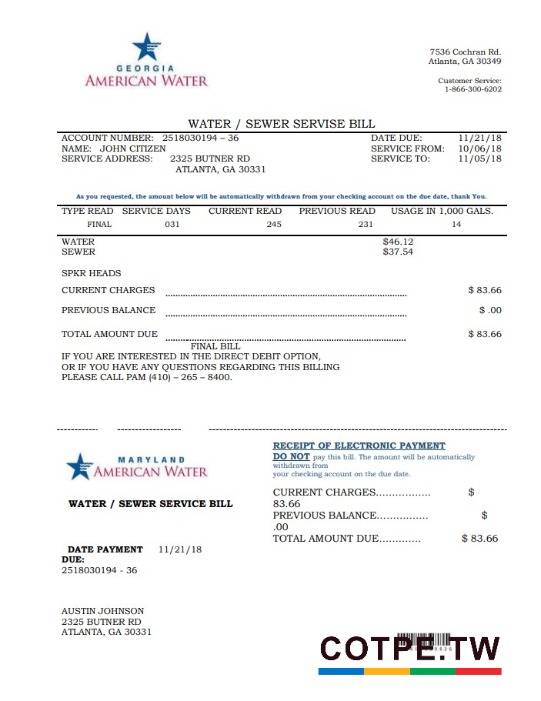 GEORGIA
AMERICAN WATER
7536 Cochran Rd.
Atlanta, GA 30349
Customer Service:
1-866-300-6202
WATER / SEWER SERVISE BILL
ACCOUNT NUMBER: 2518030194 – 36 DATE DUE: 11/21/18
NAME: JOHN CITIZEN SERVICE FROM: 10/06/18
SERVICE ADDRESS: 2325 BUTNER RD SERVICE TO: 11/05/18
ATLANTA, GA 30331
As you requested, the amount below will be automatically withdrawn from your checking account on the due date, thank You.
TYPE READ SERVICE DAYS CURRENT READ PREVIOUS READ USAGE IN 1,000 GALS.
FINAL 031 245 231 14
WATER $46.12
SEWER $37.54
SPKR HEADS
CURRENT CHARGES $ 83.66
PREVIOUS BALANCE $ .00
TOTAL AMOUNT DUE $ 83.66
FINAL BILL
IF YOU ARE INTERESTED IN THE DIRECT DEBIT OPTION,
OR IF YOU HAVE ANY QUESTIONS REGARDING THIS BILLING
PLEASE CALL PAM (410) – 265 – 8400.
MARYLAND
AMERICAN WATER
WATER / SEWER SERVICE BILL
DATE PAYMENT 11/21/18
DUE:
2518030194 - 36
AUSTIN JOHNSON
2325 BUTNER RD
ATLANTA, GA 30331
RECEIPT OF ELECTRONIC PAYMENT
DO NOT pay this bill. The amount will be automatically
withdrawn from
your checking account on the due date.
CURRENT CHARGES................. $
83.66
PREVIOUS BALANCE................ $
.00
TOTAL AMOUNT DUE............. $ 83.66
COTPE.TW